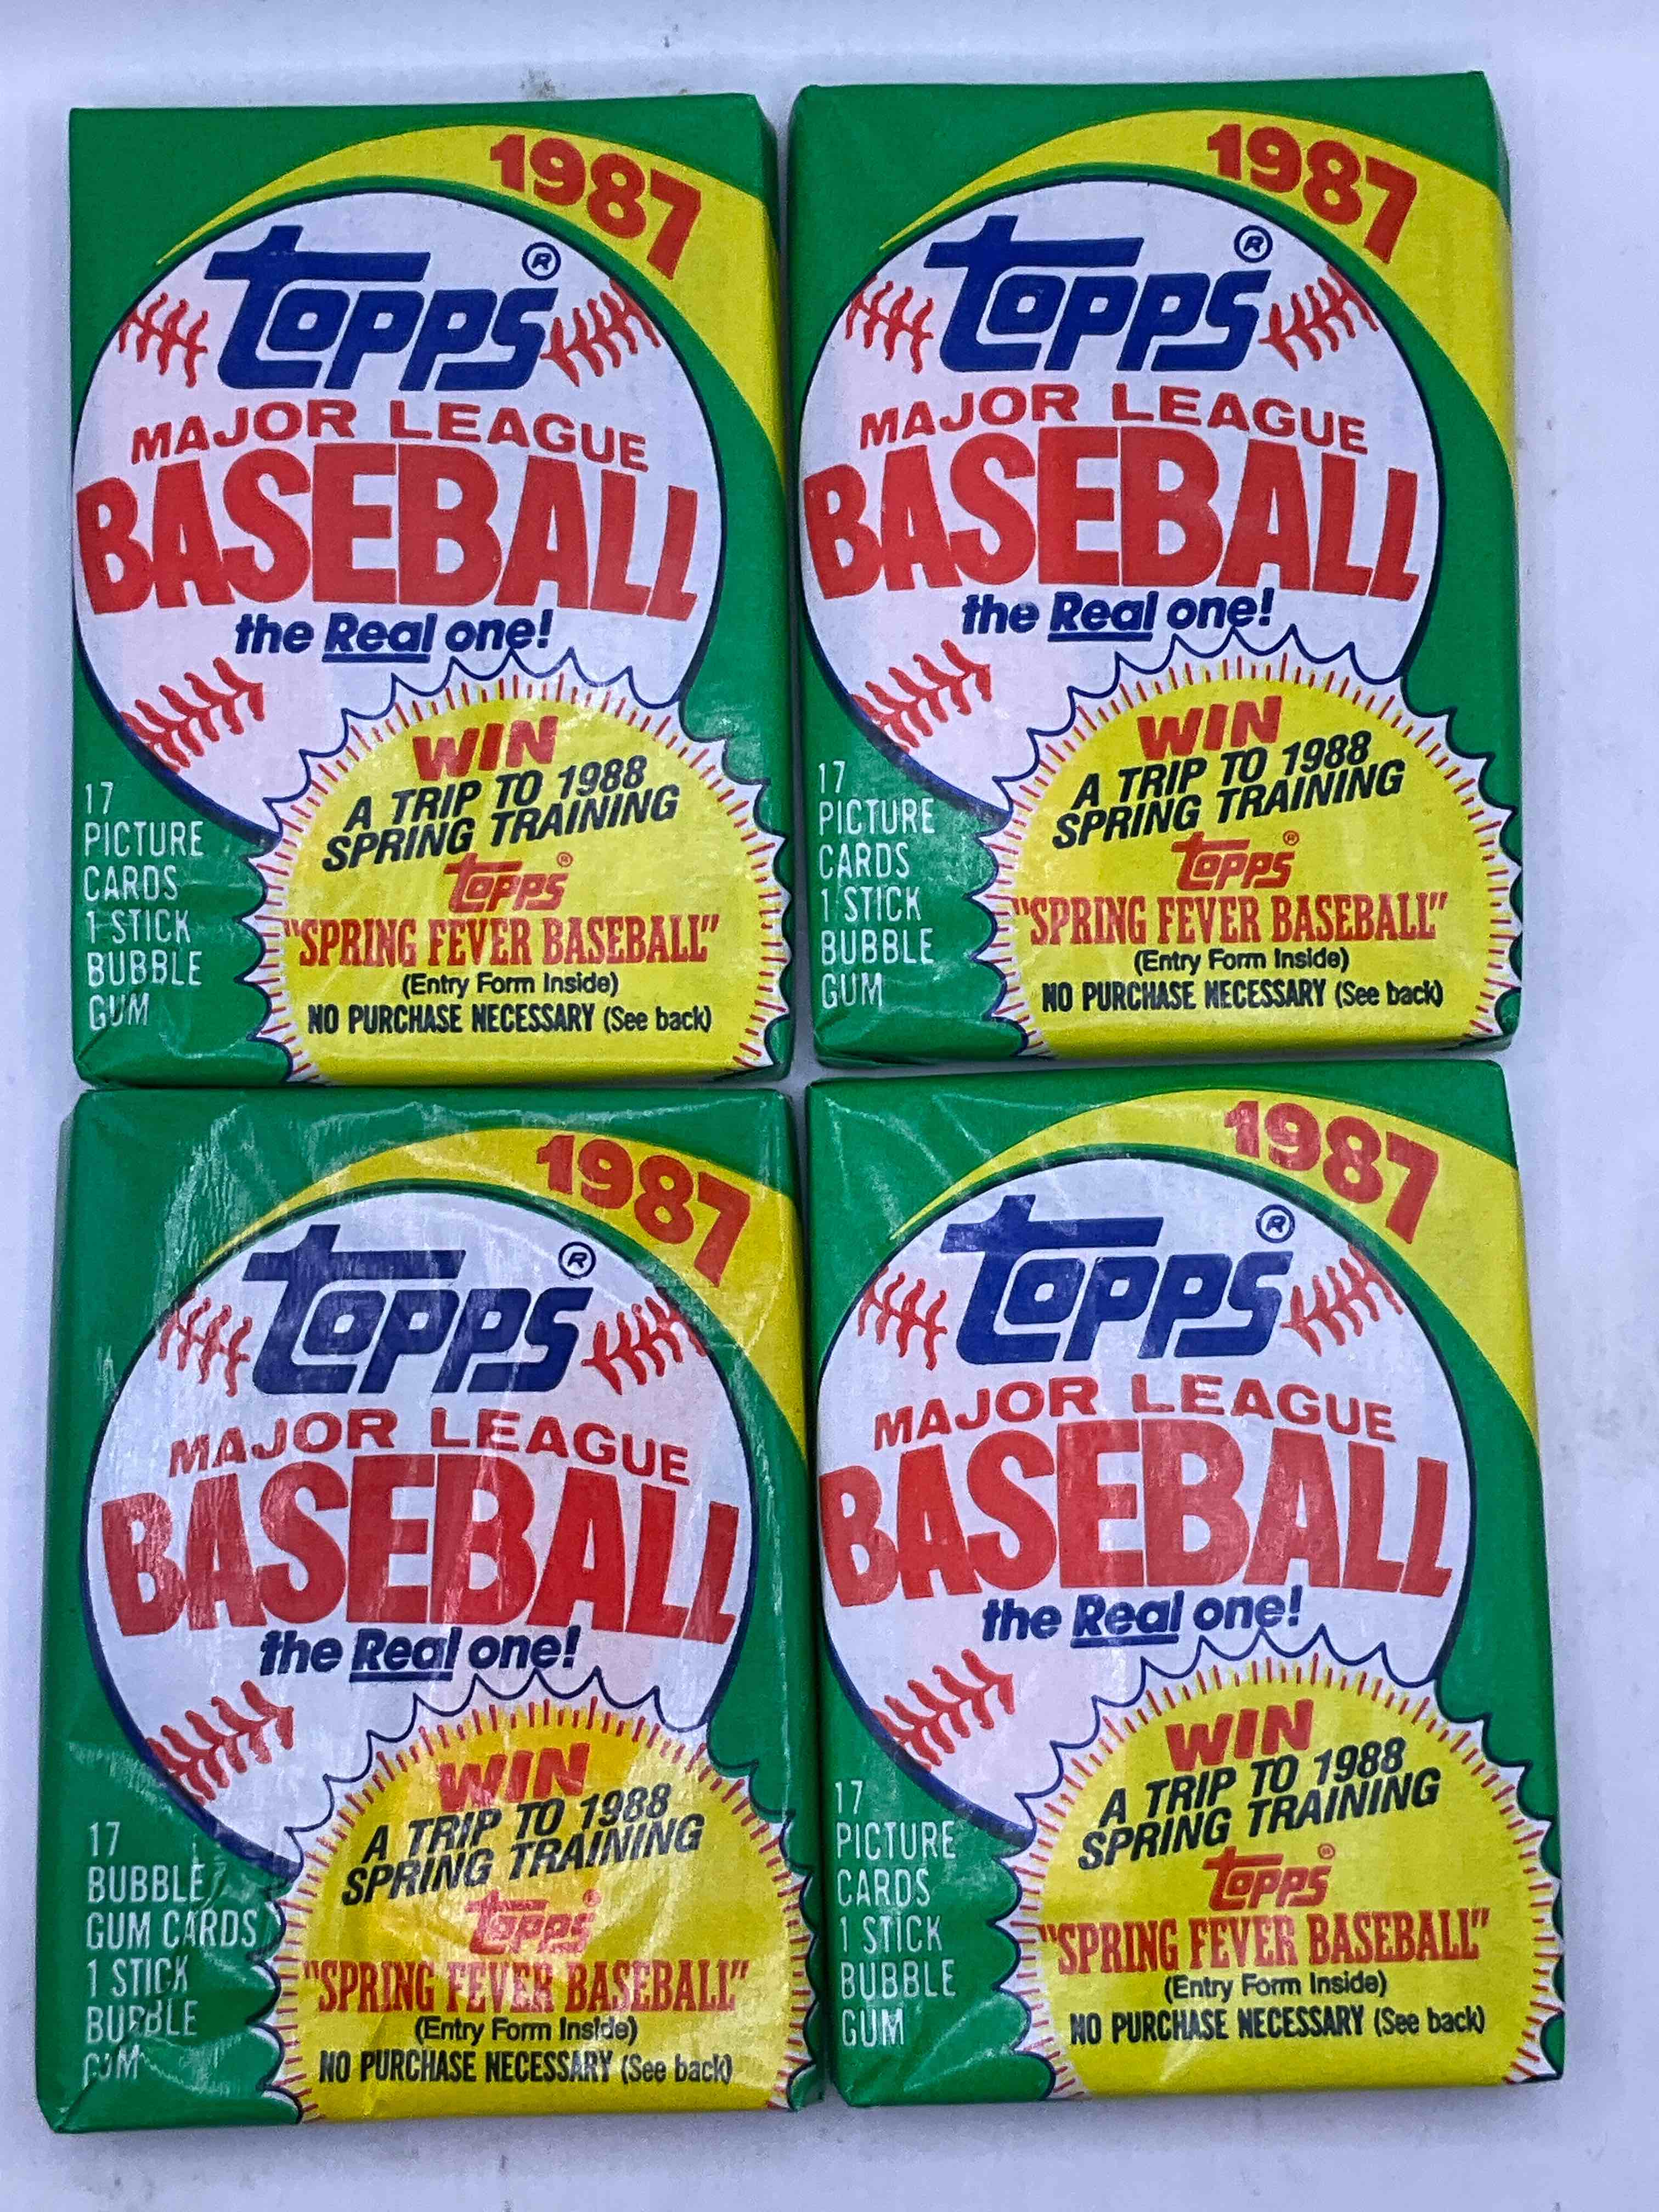 1987
Topps®
MAJOR LEAGUE
BASEBALL
the Real one!
WIN
A TRIP TO 1988
SPRING TRAINING
Topps®
"SPRING FEVER BASEBALL"
(Entry Form Inside)
NO PURCHASE NECESSARY (See back)
17
PICTURE
CARDS
1 STICK
BUBBLE
GUM
1987
Topps®
MAJOR LEAGUE
BASEBALL
the Real one!
WIN
A TRIP TO 1988
SPRING TRAINING
Topps®
"SPRING FEVER BASEBALL"
(Entry Form Inside)
NO PURCHASE NECESSARY (See back)
17
PICTURE
CARDS
1 STICK
BUBBLE
GUM
1987
Topps®
MAJOR LEAGUE
BASEBALL
the Real one!
WIN
A TRIP TO 1988
SPRING TRAINING
Topps®
"SPRING FEVER BASEBALL"
(Entry Form Inside)
NO PURCHASE NECESSARY (See back)
17
BUBBLE
GUM CARDS
1 STICK
BUBBLE
GUM
1987
Topps®
MAJOR LEAGUE
BASEBALL
the Real one!
WIN
A TRIP TO 1988
SPRING TRAINING
Topps®
"SPRING FEVER BASEBALL"
(Entry Form Inside)
NO PURCHASE NECESSARY (See back)
17
PICTURE
CARDS
1 STICK
BUBBLE
GUM